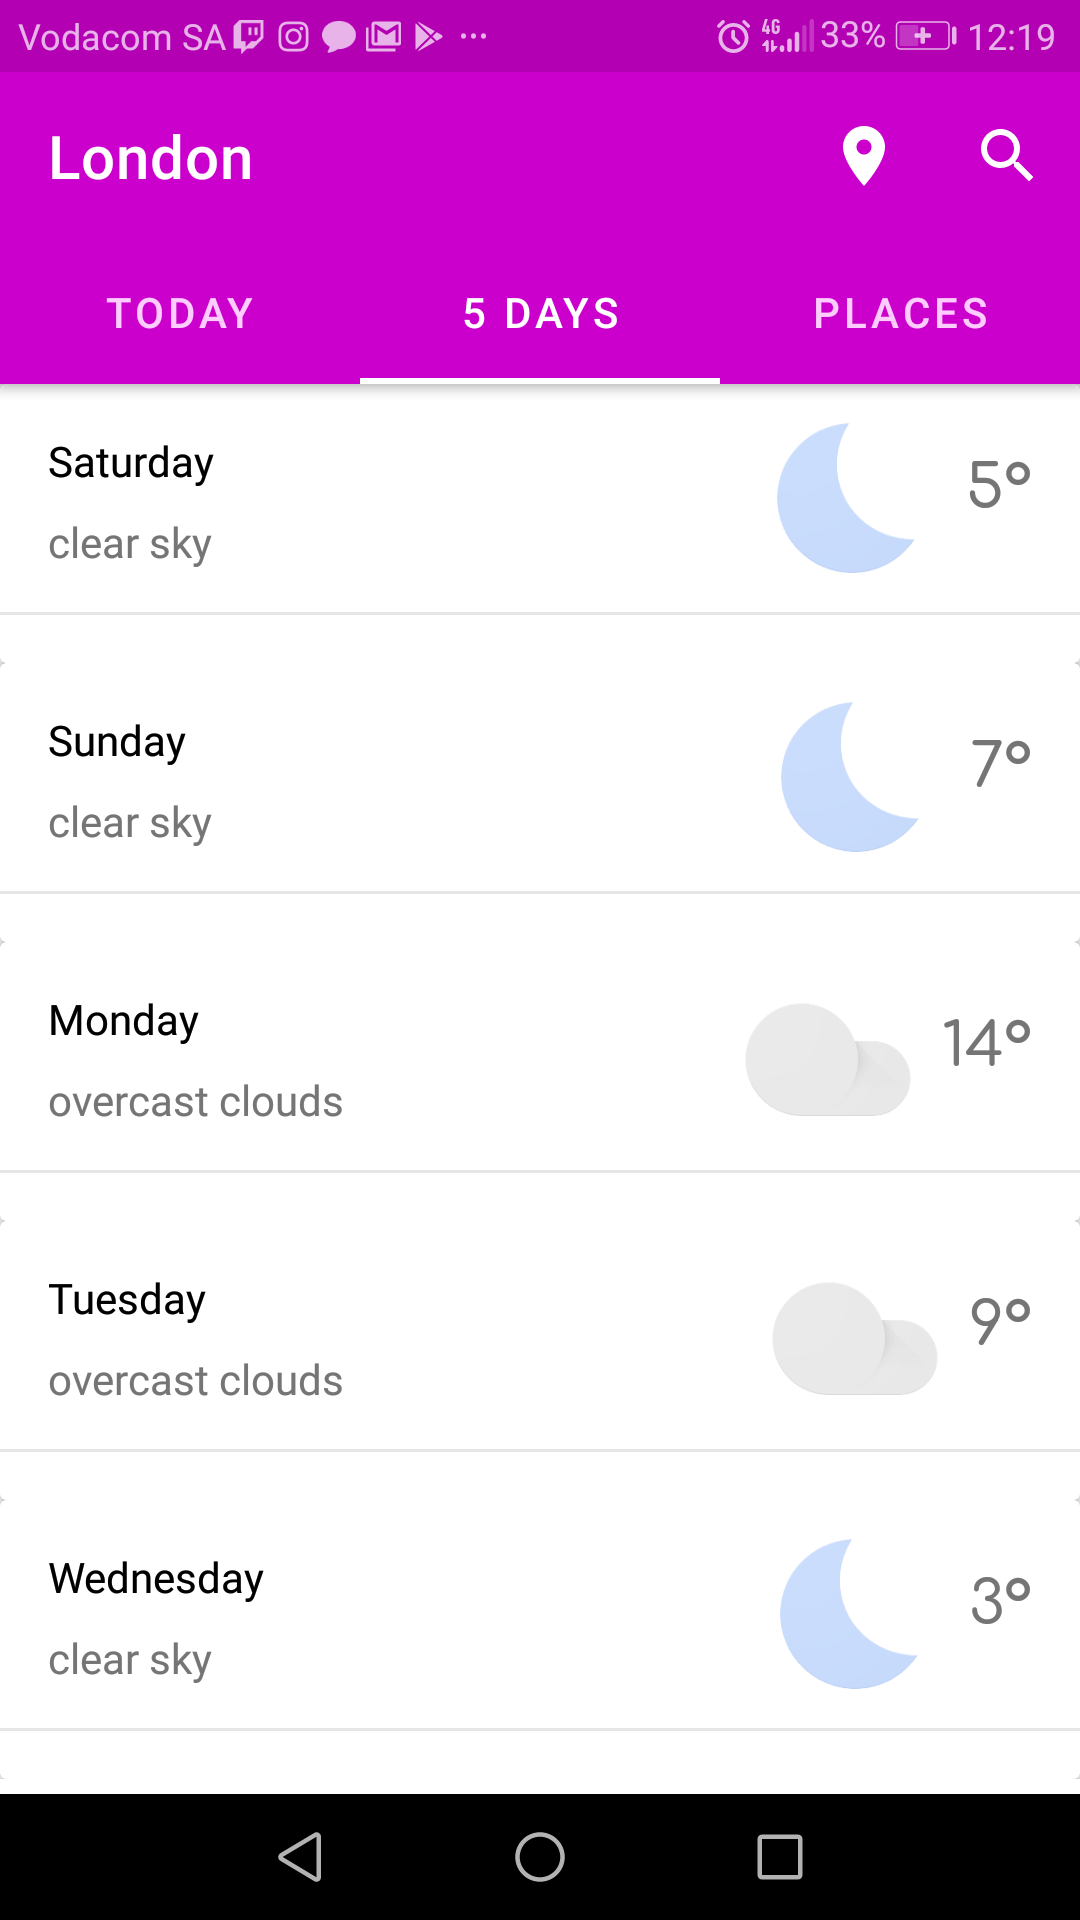 Vodacom SA 4G 33% 12:19
London
TODAY 5 DAYS PLACES
Saturday 5°
clear sky
Sunday 7°
clear sky
Monday 14°
overcast clouds
Tuesday 9°
overcast clouds
Wednesday 3°
clear sky